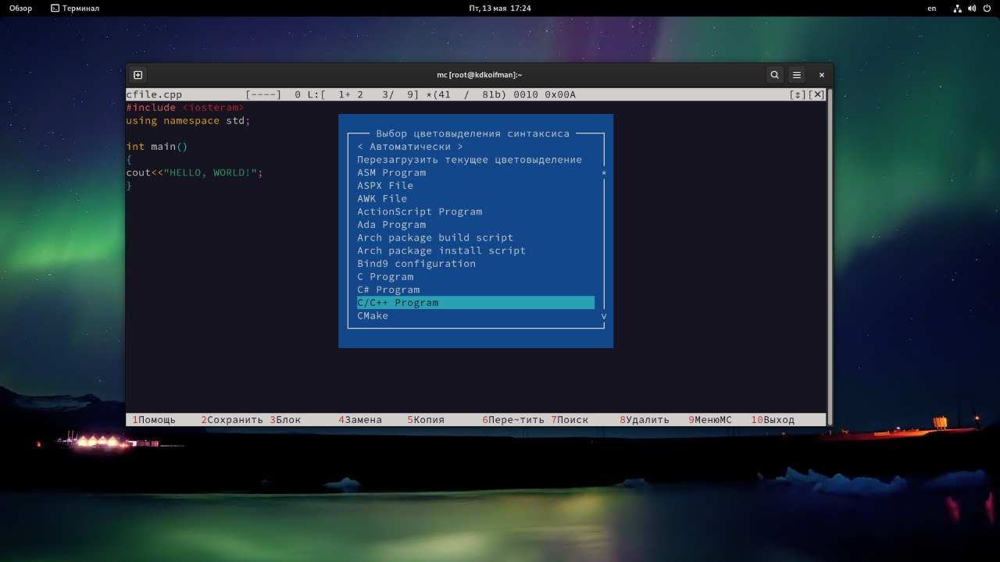 Обзор Терминал Пт, 13 мая 17:24 en
mc [root@kdkoifman]:~
cfile.cpp [----] 0 L:[ 1+ 2 3/ 9] *(41 / 81b) 0010 0x00A [↕][✕]
#include <iosteram>
using namespace std;
int main()
{
cout<<"HELLO, WORLD!";
}
Выбор цветовыделения синтаксиса
< Автоматически >
Перезагрузить текущее цветовыделение
ASM Program
ASPX File
AWK File
ActionScript Program
Ada Program
Arch package build script
Arch package install script
Bind9 configuration
C Program
C# Program
C/C++ Program
CMake
1Помощь 2Сохранить 3Блок 4Замена 5Копия 6Пере~тить 7Поиск 8Удалить 9МенюMC 10Выход